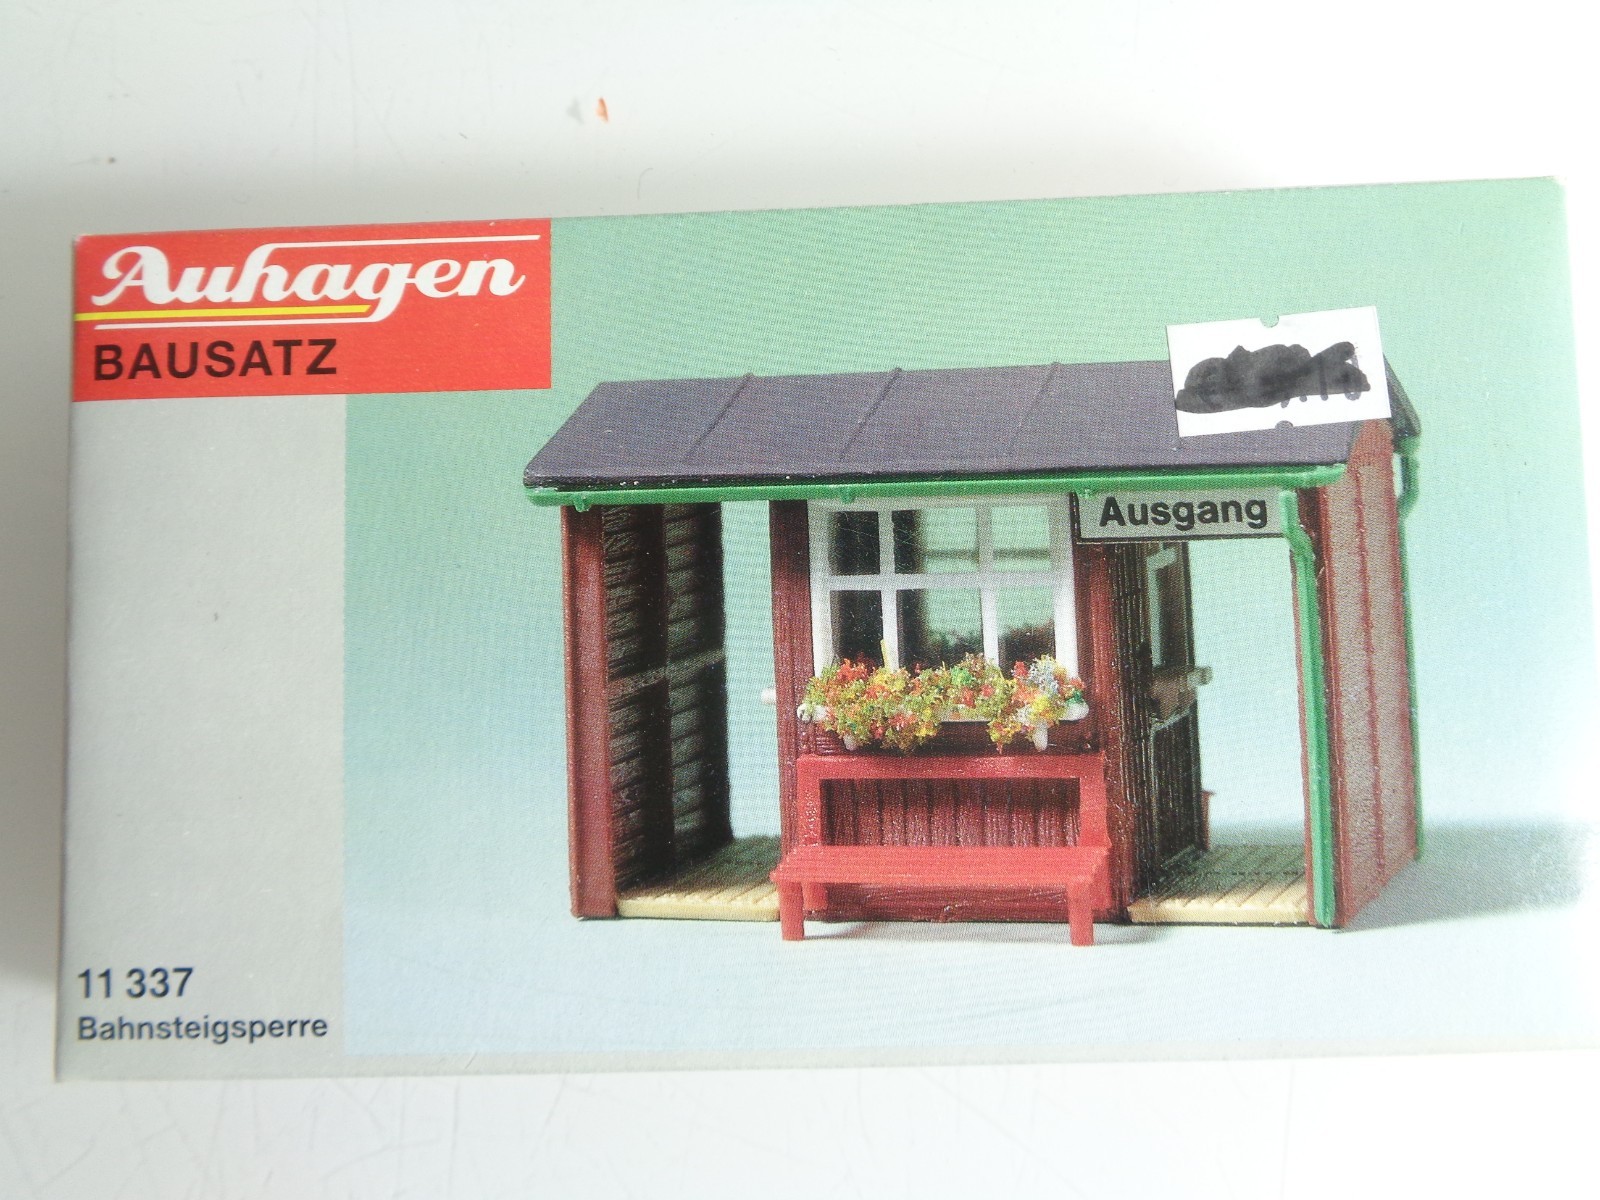 Auhagen
BAUSATZ
Ausgang
11 337
Bahnsteigsperre